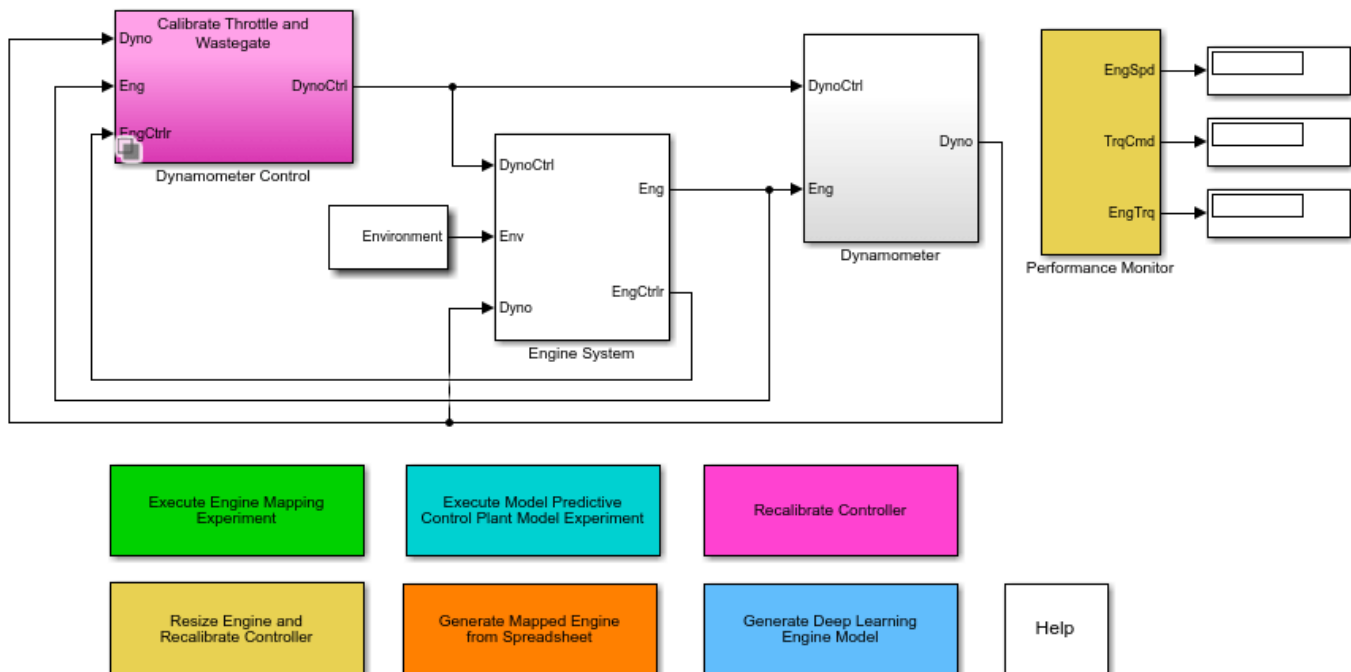 Calibrate Throttle and
Wastegate
Dyno
Eng
EngCtrlr
DynoCtrl
Dynamometer Control
Environment
DynoCtrl
Env
Dyno
Eng
EngCtrlr
Engine System
DynoCtrl
Eng
Dyno
Dynamometer
EngSpd
TrqCmd
EngTrq
Performance Monitor
Execute Engine Mapping
Experiment
Execute Model Predictive
Control Plant Model Experiment
Recalibrate Controller
Resize Engine and
Recalibrate Controller
Generate Mapped Engine
from Spreadsheet
Generate Deep Learning
Engine Model
Help